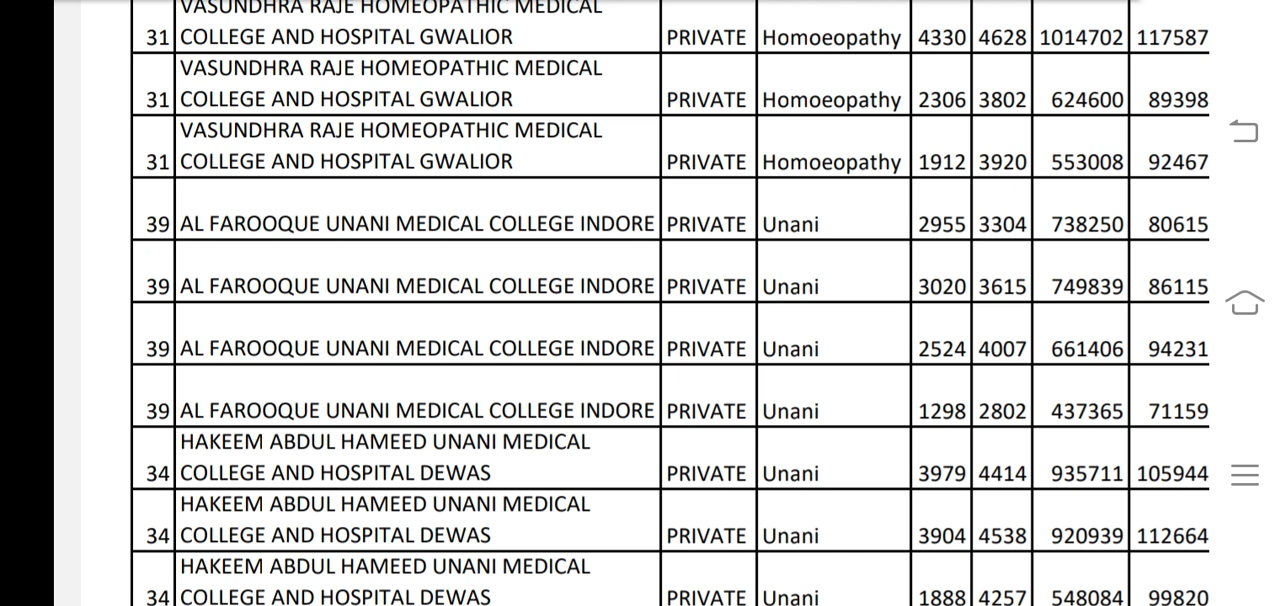 VASUNDHRA RAJE HOMEOPATHIC MEDICAL
31 COLLEGE AND HOSPITAL GWALIOR PRIVATE Homoeopathy 4330 4628 1014702 117587
VASUNDHRA RAJE HOMEOPATHIC MEDICAL
31 COLLEGE AND HOSPITAL GWALIOR PRIVATE Homoeopathy 2306 3802 624600 89398
VASUNDHRA RAJE HOMEOPATHIC MEDICAL
31 COLLEGE AND HOSPITAL GWALIOR PRIVATE Homoeopathy 1912 3920 553008 92467
39 AL FAROOQUE UNANI MEDICAL COLLEGE INDORE PRIVATE Unani 2955 3304 738250 80615
39 AL FAROOQUE UNANI MEDICAL COLLEGE INDORE PRIVATE Unani 3020 3615 749839 86115
39 AL FAROOQUE UNANI MEDICAL COLLEGE INDORE PRIVATE Unani 2524 4007 661406 94231
39 AL FAROOQUE UNANI MEDICAL COLLEGE INDORE PRIVATE Unani 1298 2802 437365 71159
HAKEEM ABDUL HAMEED UNANI MEDICAL
34 COLLEGE AND HOSPITAL DEWAS PRIVATE Unani 3979 4414 935711 105944
HAKEEM ABDUL HAMEED UNANI MEDICAL
34 COLLEGE AND HOSPITAL DEWAS PRIVATE Unani 3904 4538 920939 112664
HAKEEM ABDUL HAMEED UNANI MEDICAL
34 COLLEGE AND HOSPITAL DEWAS PRIVATE Unani 1888 4257 548084 99820